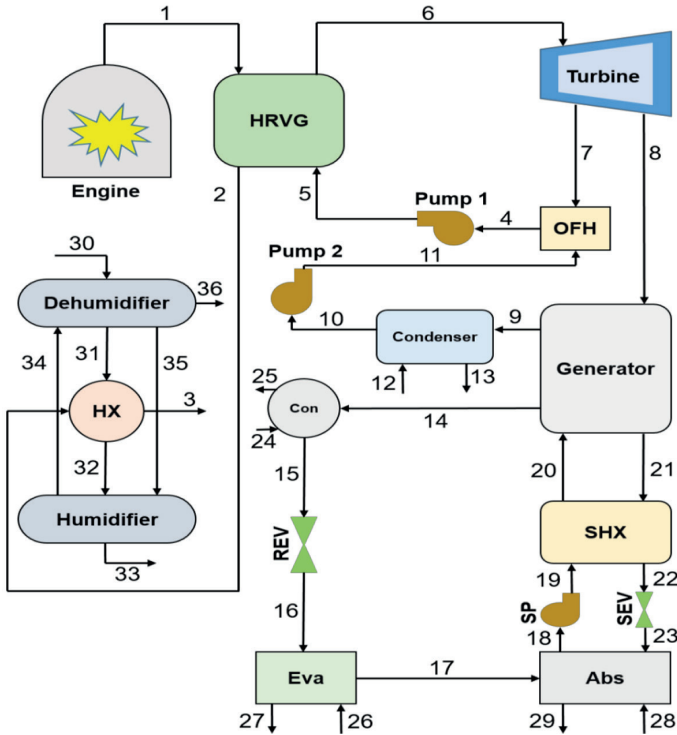 1
6
Turbine
HRVG
Engine
2
5
7
8
Pump 1
4
OFH
Pump 2
11
30
36
Dehumidifier
10
9
Condenser
Generator
34
31
35
25
12
13
HX
3
Con
14
24
32
15
20
21
Humidifier
REV
SHX
33
19
22
16
SP
SEV
18
23
Eva
17
Abs
27
26
29
28